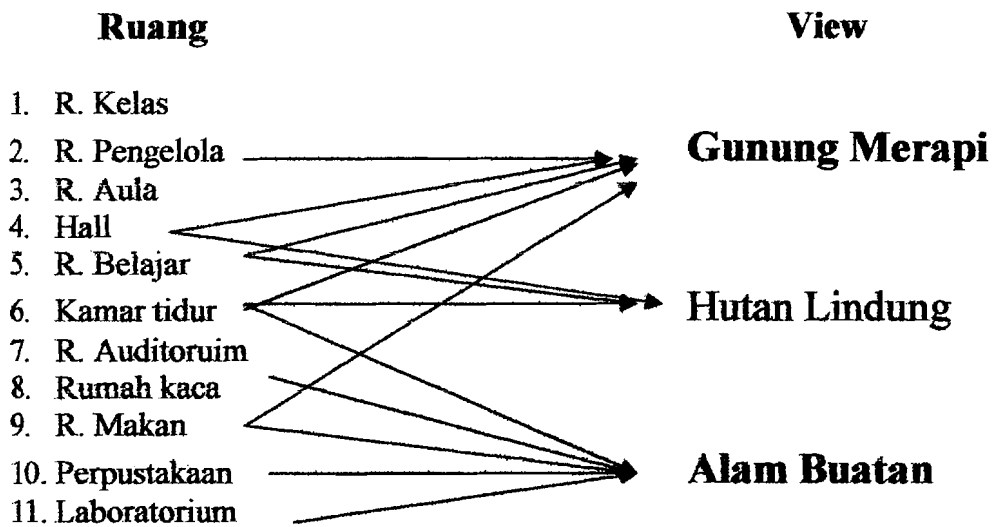 Ruang
View
1. R. Kelas
2. R. Pengelola
3. R. Aula
4. Hall
5. R. Belajar
6. Kamar tidur
7. R. Auditoruim
8. Rumah kaca
9. R. Makan
10. Perpustakaan
11. Laboratorium
Gunung Merapi
Hutan Lindung
Alam Buatan